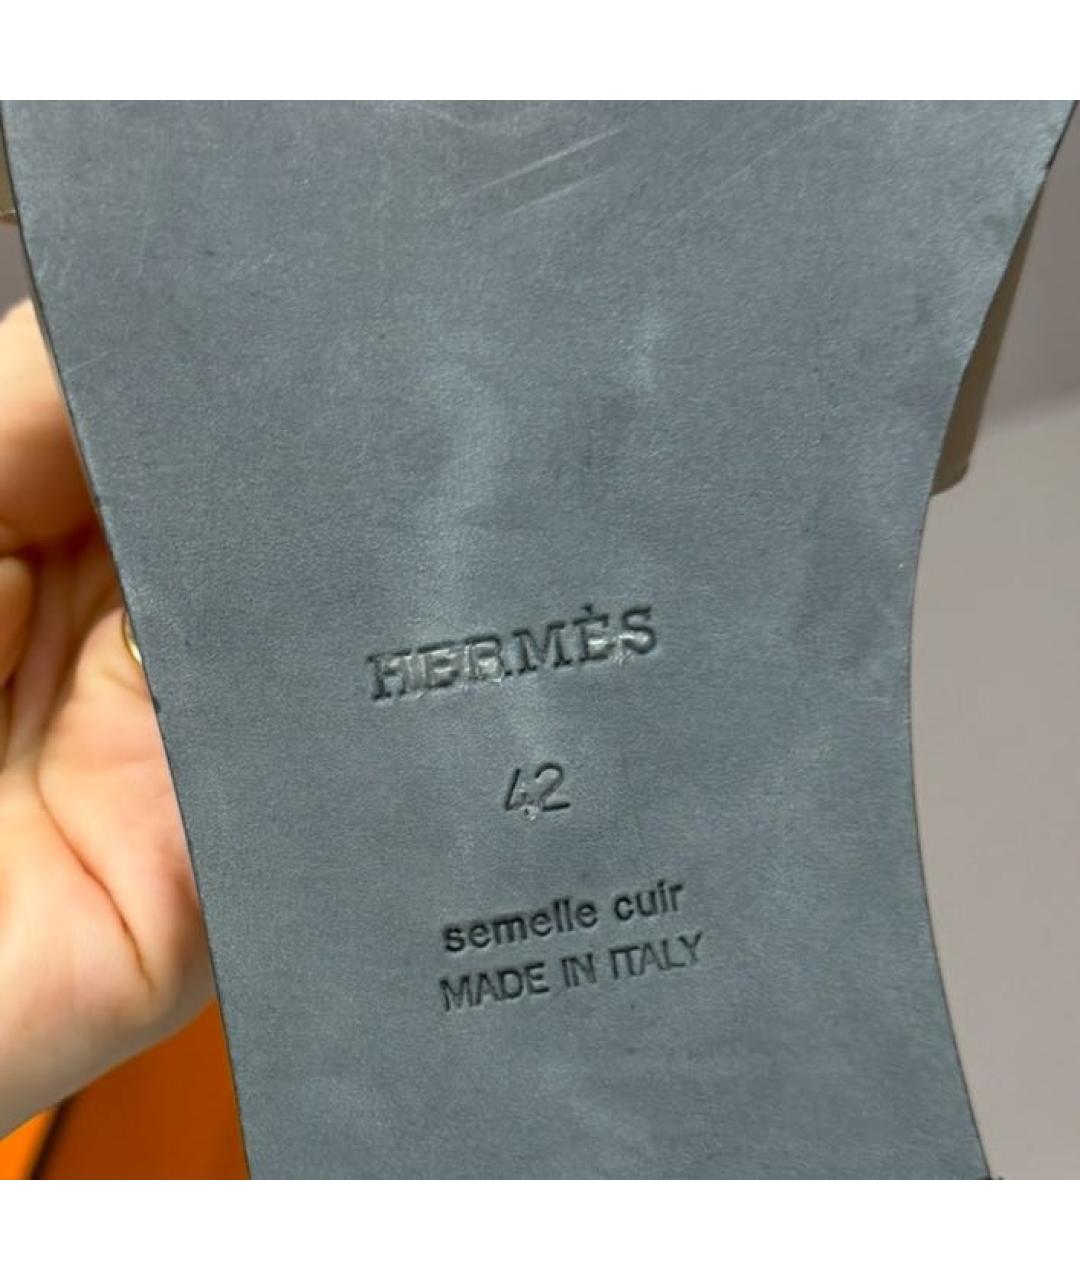 HERMÈS
42
semelle cuir
MADE IN ITALY